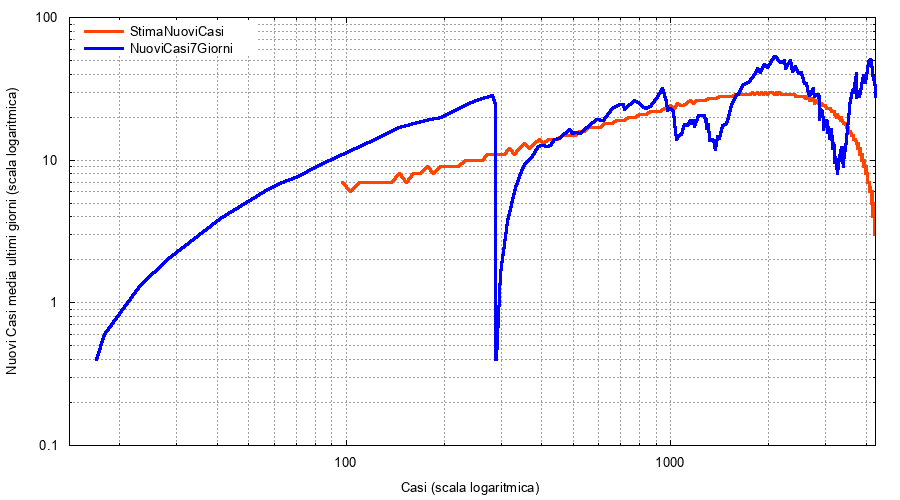 100
StimaNuoviCasi
NuoviCasi7Giorni
10
1
0.1
Nuovi Casi media ultimi giorni (scala logaritmica)
100
1000
Casi (scala logaritmica)